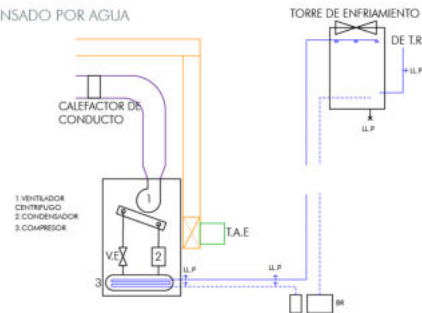 NSADO POR AGUA
TORRE DE ENFRIAMIENTO
DE T.R
LL.P
CALEFACTOR DE
CONDUCTO
LL.P
1
1.VENTILADOR
CENTRIFUGO
2.CONDENSADOR
3.COMPRESOR
T.A.E
V.E
2
LL.P
LL.P
3
BR